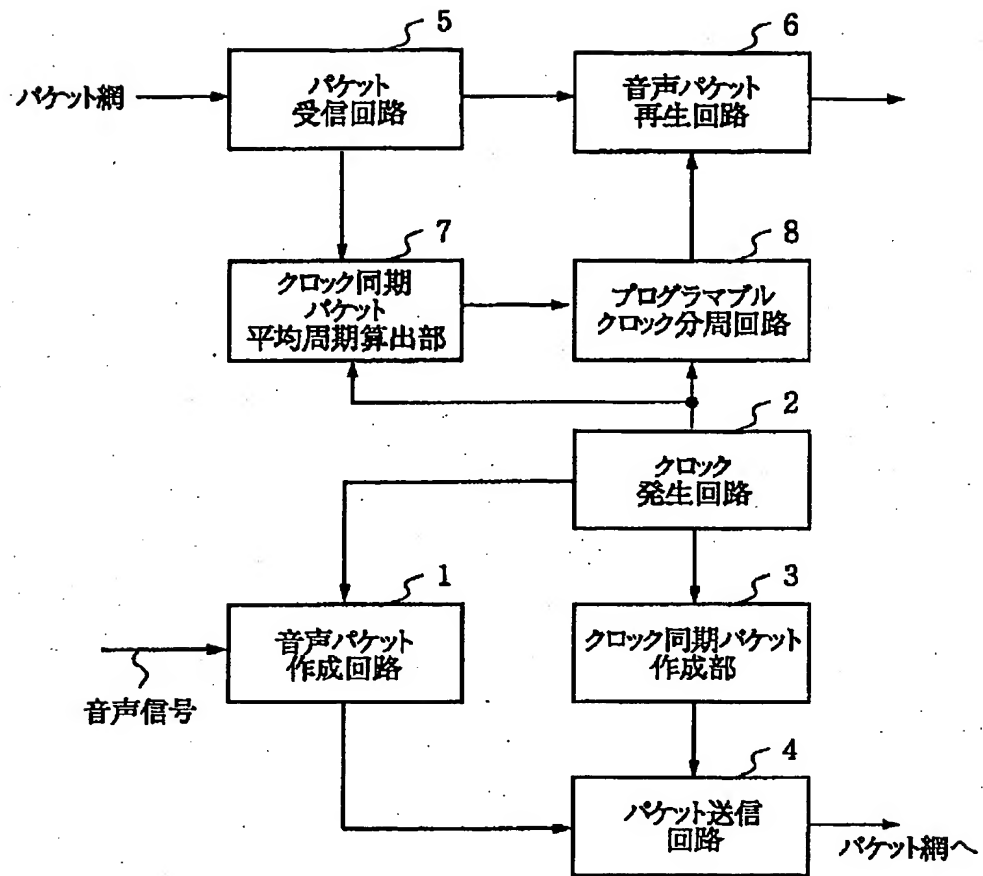 5
6
パケット網
パケット
受信回路
音声パケット
再生回路
7
8
クロック同期
パケット
平均周期算出部
プログラマブル
クロック分周回路
2
クロック
発生回路
1
3
音声パケット
作成回路
クロック同期パケット
作成部
音声信号
4
パケット送信
回路
パケット網へ